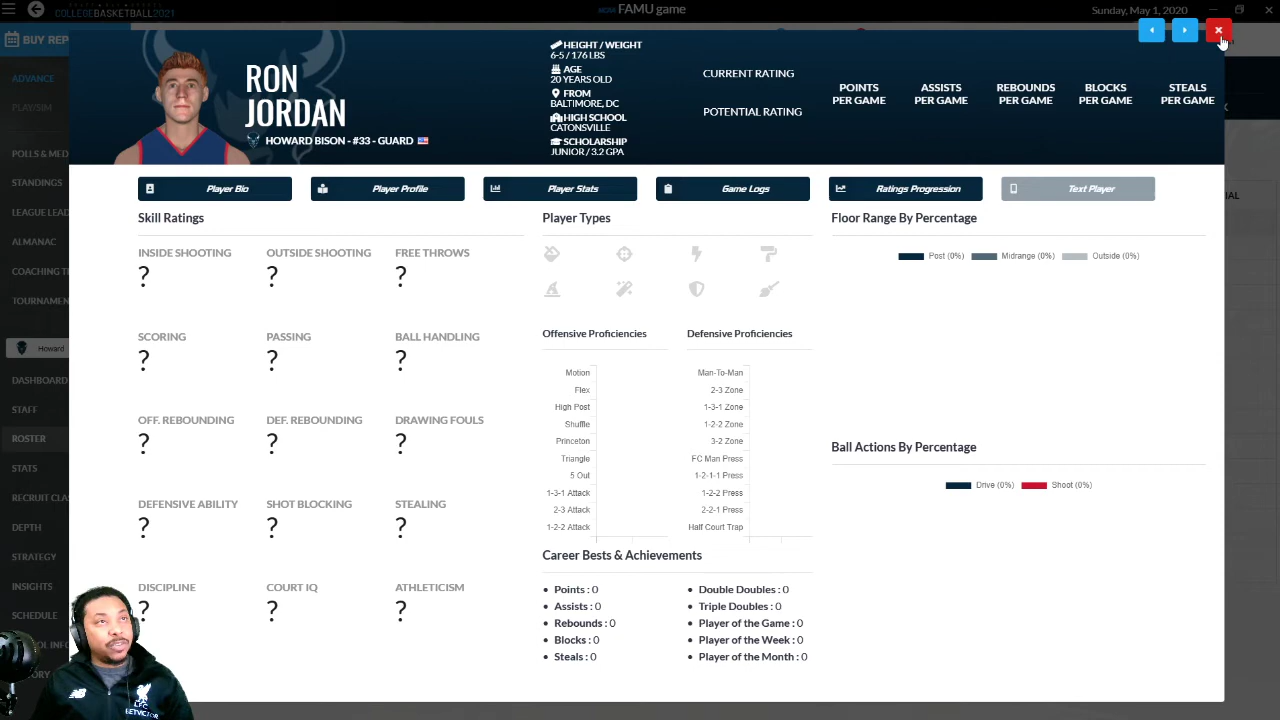 COLLEGEBASKETBALL2021
NCAA FAMU game
Sunday, May 1, 2020
BUY REP
ADVANCE
PLAY/SIM
POLLS & MED
STANDINGS
LEAGUE LEAD
ALMANAC
COACHING T
TOURNAMEN
Howard
DASHBOARD
STAFF
ROSTER
STATS
RECRUIT CLAS
DEPTH
STRATEGY
INSIGHTS
SCHEDULE
OL INFO
ORY
RON
JORDAN
HOWARD BISON - #33 - GUARD
HEIGHT / WEIGHT
6-5 / 176 LBS
AGE
20 YEARS OLD
FROM
BALTIMORE, DC
HIGH SCHOOL
CATONSVILLE
SCHOLARSHIP
JUNIOR / 3.2 GPA
CURRENT RATING
POTENTIAL RATING
POINTS PER GAME
ASSISTS PER GAME
REBOUNDS PER GAME
BLOCKS PER GAME
STEALS PER GAME
Player Bio
Player Profile
Player Stats
Game Logs
Ratings Progression
Text Player
Skill Ratings
INSIDE SHOOTING OUTSIDE SHOOTING FREE THROWS
? ? ?
SCORING PASSING BALL HANDLING
? ? ?
OFF. REBOUNDING DEF. REBOUNDING DRAWING FOULS
? ? ?
DEFENSIVE ABILITY SHOT BLOCKING STEALING
? ? ?
DISCIPLINE COURT IQ ATHLETICISM
? ? ?
Player Types
Offensive Proficiencies
Motion
Flex
High Post
Shuffle
Princeton
Triangle
5 Out
1-3-1 Attack
2-3 Attack
1-2-2 Attack
Defensive Proficiencies
Man-To-Man
2-3 Zone
1-3-1 Zone
1-2-2 Zone
3-2 Zone
FC Man Press
1-2-1-1 Press
1-2-2 Press
2-2-1 Press
Half Court Trap
Career Bests & Achievements
Points : 0
Assists : 0
Rebounds : 0
Blocks : 0
Steals : 0
Double Doubles : 0
Triple Doubles : 0
Player of the Game : 0
Player of the Week : 0
Player of the Month : 0
Floor Range By Percentage
Post (0%) Midrange (0%) Outside (0%)
Ball Actions By Percentage
Drive (0%) Shoot (0%)
AL
L.F.C.
BETVICTOR